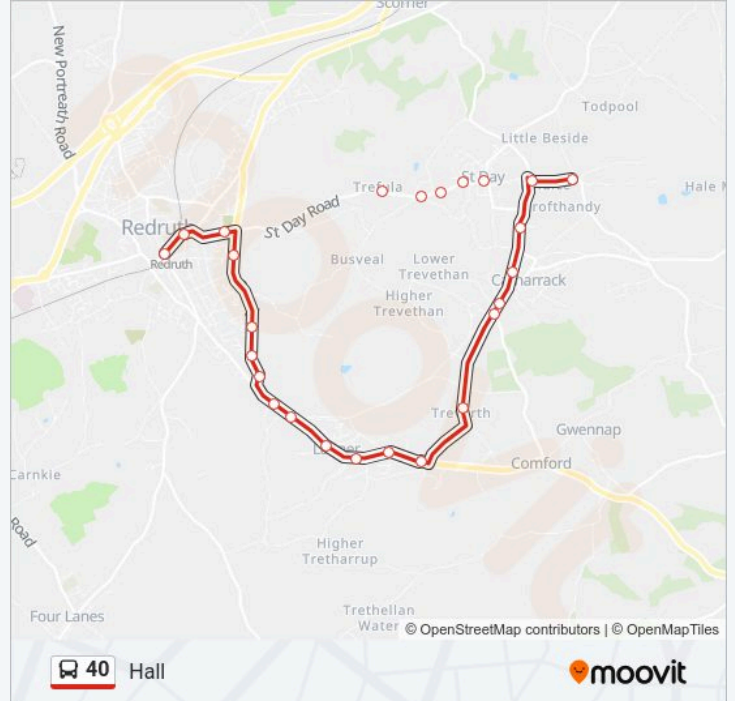 Scorrier
New Portreath Road
Todpool
Little Beside
Trefula
St Day
Hale M
Crofthandy
St Day Road
Redruth
Redruth
Busveal
Lower
Trevethan
Carharrack
Higher
Trevethan
Gwennap
Lanner
Comford
Carnkie
Road
Higher
Tretharrup
Four Lanes
Trethellan
Water
© OpenStreetMap contributors | © OpenMapTiles
40 Hall
moovit